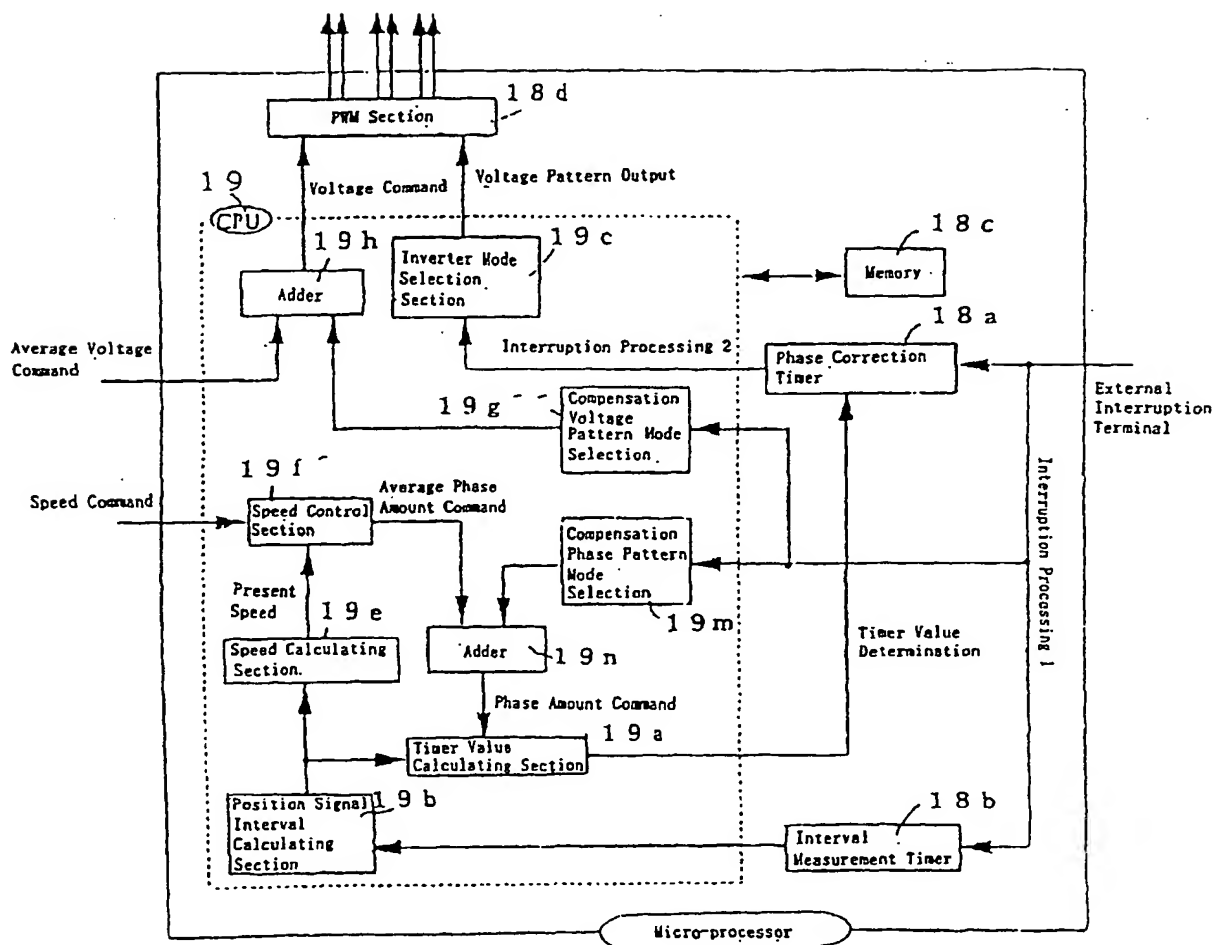 18d
PWM Section
Voltage Command
Voltage Pattern Output
19
CPU
19h
Adder
19c
Inverter Mode
Selection
Section
18c
Memory
18a
Phase Correction
Timer
Average Voltage
Command
Interruption Processing 2
External
Interruption
Terminal
19g
Compensation
Voltage
Pattern Mode
Selection
19f
Speed Command
Speed Control
Section
Average Phase
Amount Command
Compensation
Phase Pattern
Mode
Selection
19m
Interruption Processing 1
Present
Speed
19e
Speed Calculating
Section.
Adder
19n
Timer Value
Determination
Phase Amount Command
19a
Timer Value
Calculating Section
Position Signal
Interval
Calculating
Section
19b
18b
Interval
Measurement Timer
Micro-processor